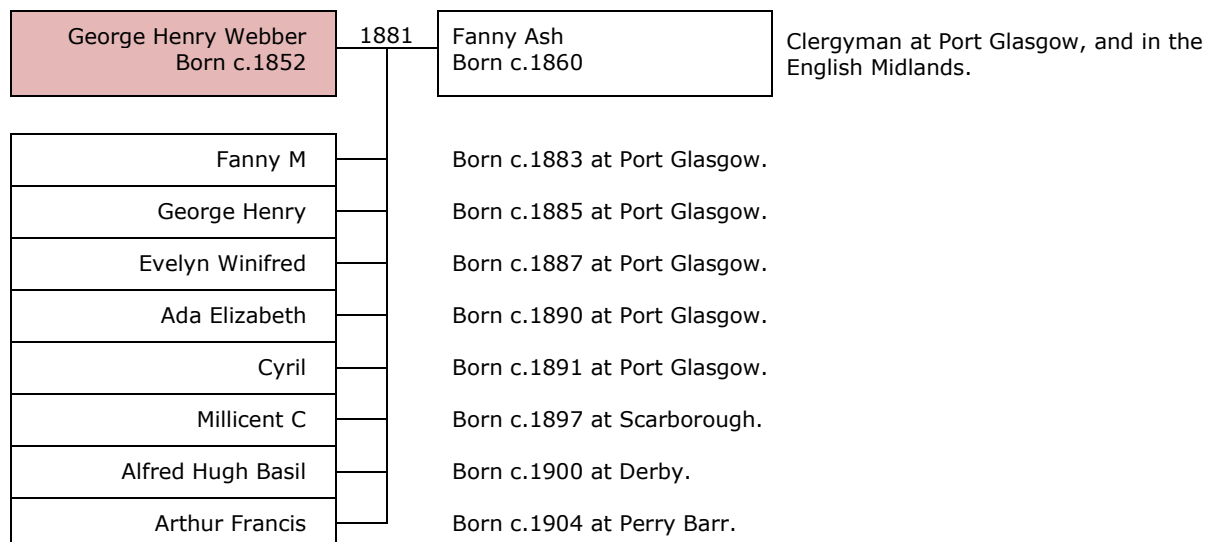 George Henry Webber
Born c.1852
1881
Fanny Ash
Born c.1860
Clergyman at Port Glasgow, and in the
English Midlands.
Fanny M
Born c.1883 at Port Glasgow.
George Henry
Born c.1885 at Port Glasgow.
Evelyn Winifred
Born c.1887 at Port Glasgow.
Ada Elizabeth
Born c.1890 at Port Glasgow.
Cyril
Born c.1891 at Port Glasgow.
Millicent C
Born c.1897 at Scarborough.
Alfred Hugh Basil
Born c.1900 at Derby.
Arthur Francis
Born c.1904 at Perry Barr.